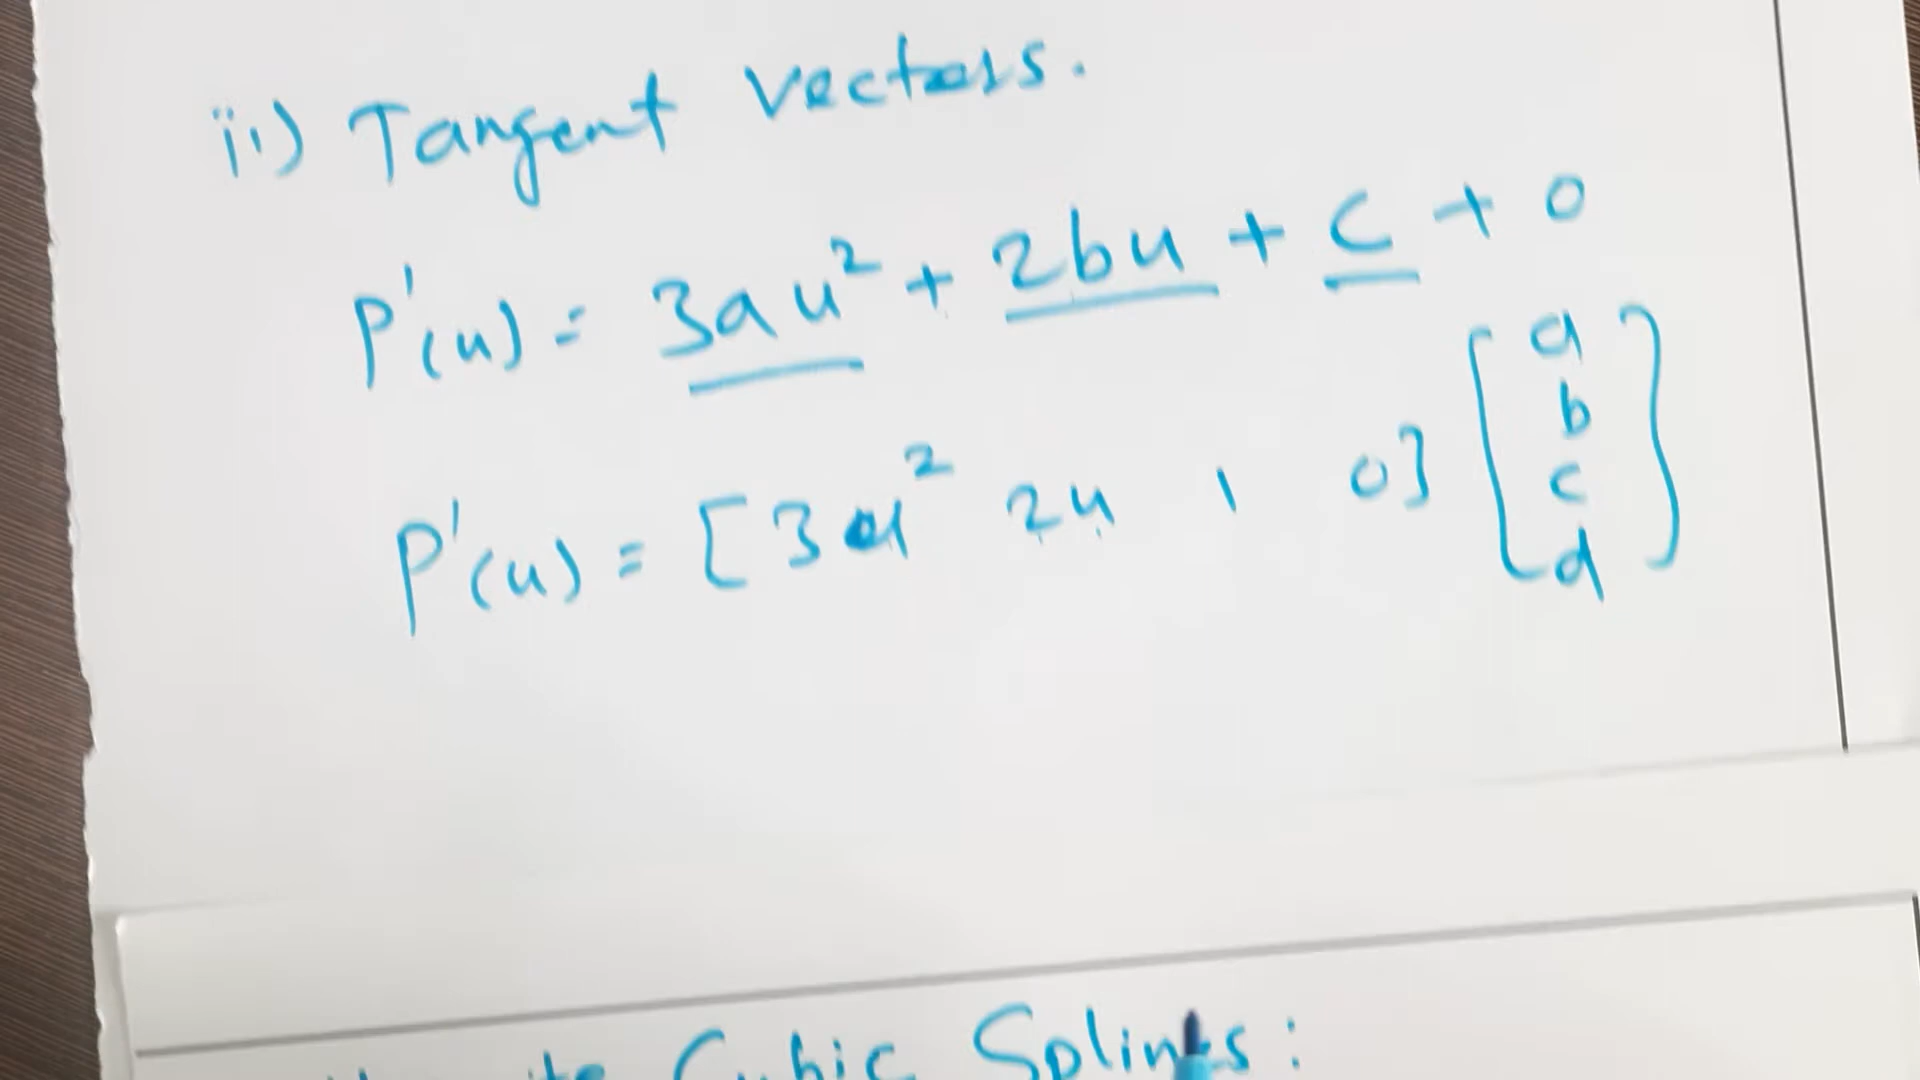 ii) Tangent Vectors.
P'(u) = 3au² + 2bu + c + 0
P'(u) = [3u² 2u 1 0] [a
b
c
d]
Cubic Splines: